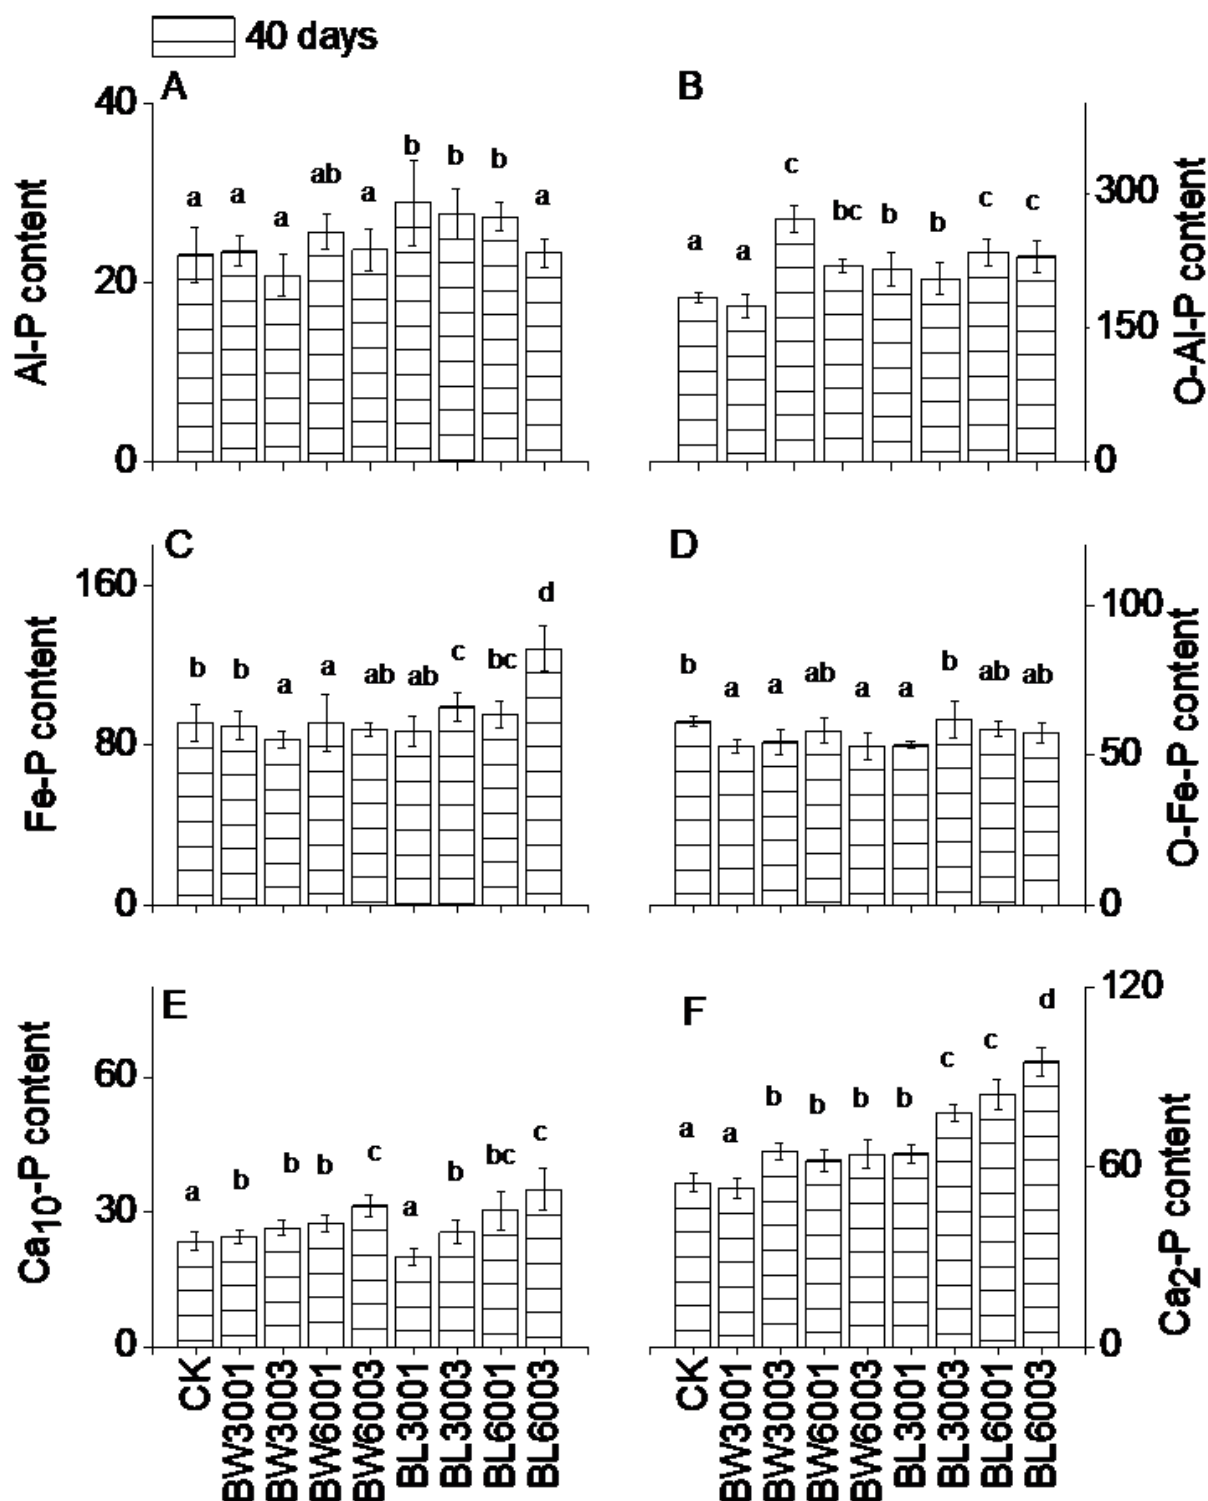 40 days
A
B
40
20
0
Al-P content
a a a ab a b b b a
300
150
0
O-Al-P content
a a c bc b b c c
C
D
160
80
0
Fe-P content
b b a a ab ab c bc d
100
50
0
O-Fe-P content
b a a ab a a b ab ab
E
F
60
30
0
Ca10-P content
a b b b c a b bc c
120
60
0
Ca2-P content
a a b b b b c c d
CK
BW3001
BW3003
BW6001
BW6003
BL3001
BL3003
BL6001
BL6003
CK
BW3001
BW3003
BW6001
BW6003
BL3001
BL3003
BL6001
BL6003